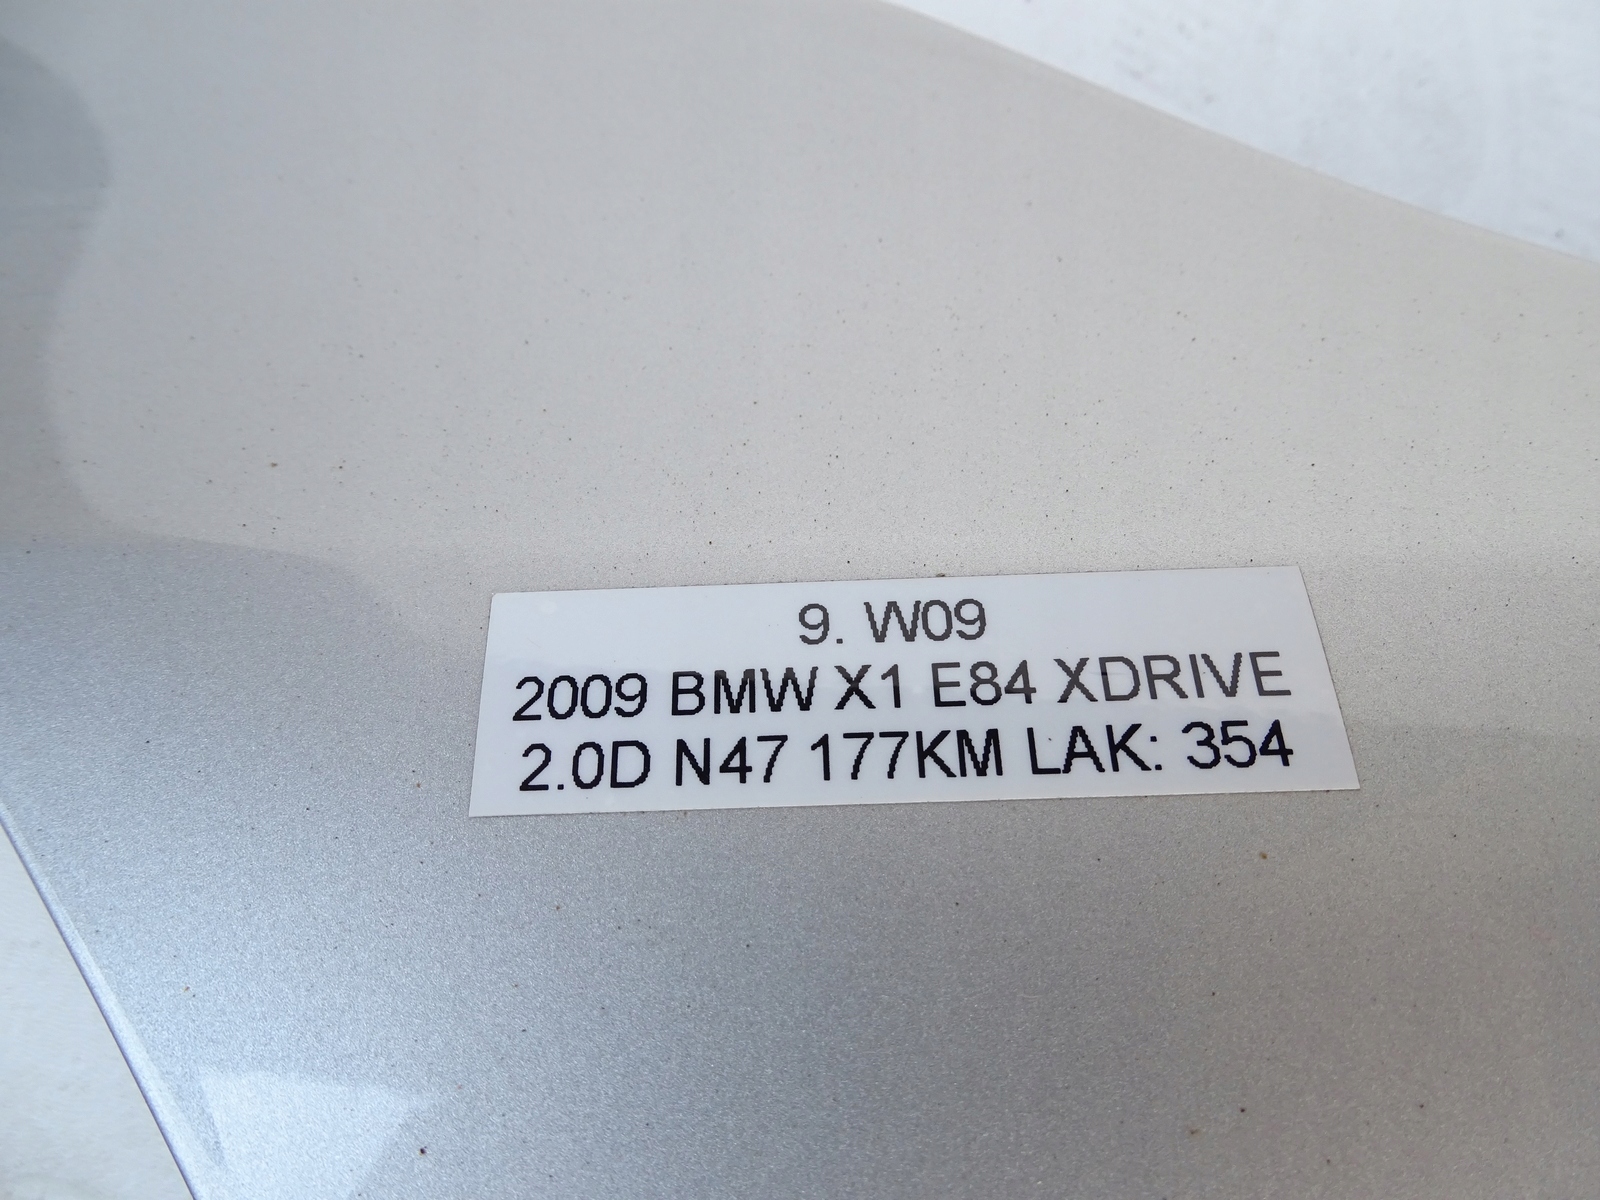 9. W09
2009 BMW X1 E84 XDRIVE
2.0D N47 177KM LAK: 354